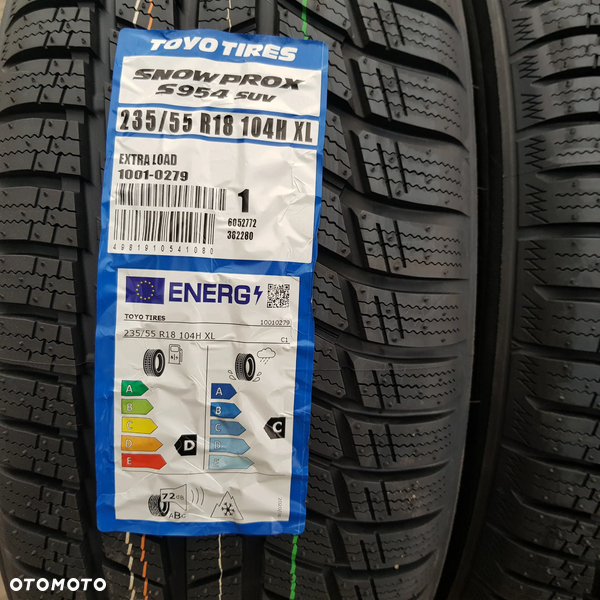 TOYO TIRES
SNOWPROX
S954 SUV
235/55 R18 104H XL
EXTRA LOAD
1001-0279
1
6052772
362280
4981910541080
ENERG
TOYO TIRES
10010279
235/55 R18 104H XL
C1
A
B
C
D
E
D
A
B
C
C
72
ABC
OTOMOTO